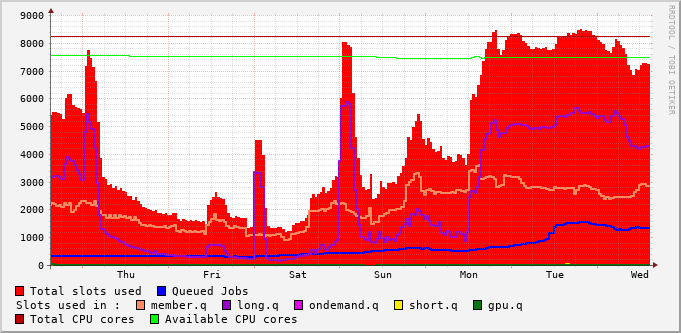 9000
8000
7000
6000
5000
4000
3000
2000
1000
0
Thu Fri Sat Sun Mon Tue Wed
RRDTOOL / TOBI OETIKER
Total slots used Queued Jobs
Slots used in : member.q long.q ondemand.q short.q gpu.q
Total CPU cores Available CPU cores